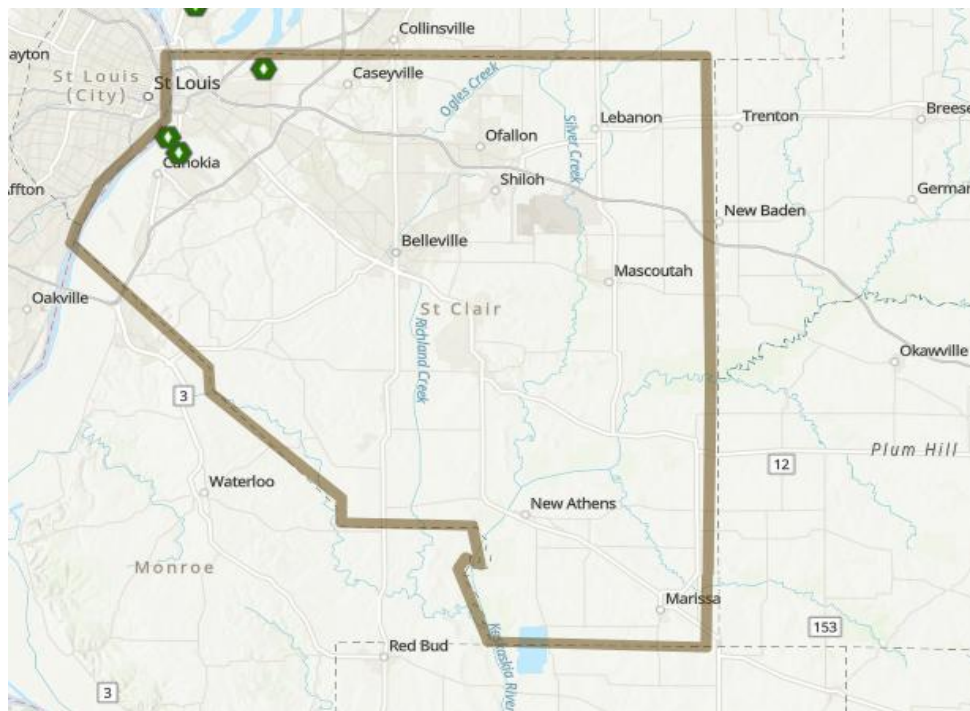 Collinsville
ayton
St Louis
(City)
St Louis
Caseyville
Ogles Creek
Silver Creek
Lebanon
Trenton
Breese
Ofallon
Cahokia
Shiloh
ffton
German
New Baden
Belleville
Mascoutah
Oakville
St Clair
Richland Creek
Okawville
3
Plum Hill
12
Waterloo
New Athens
Monroe
Marissa
153
Red Bud
Kaskaskia River
3